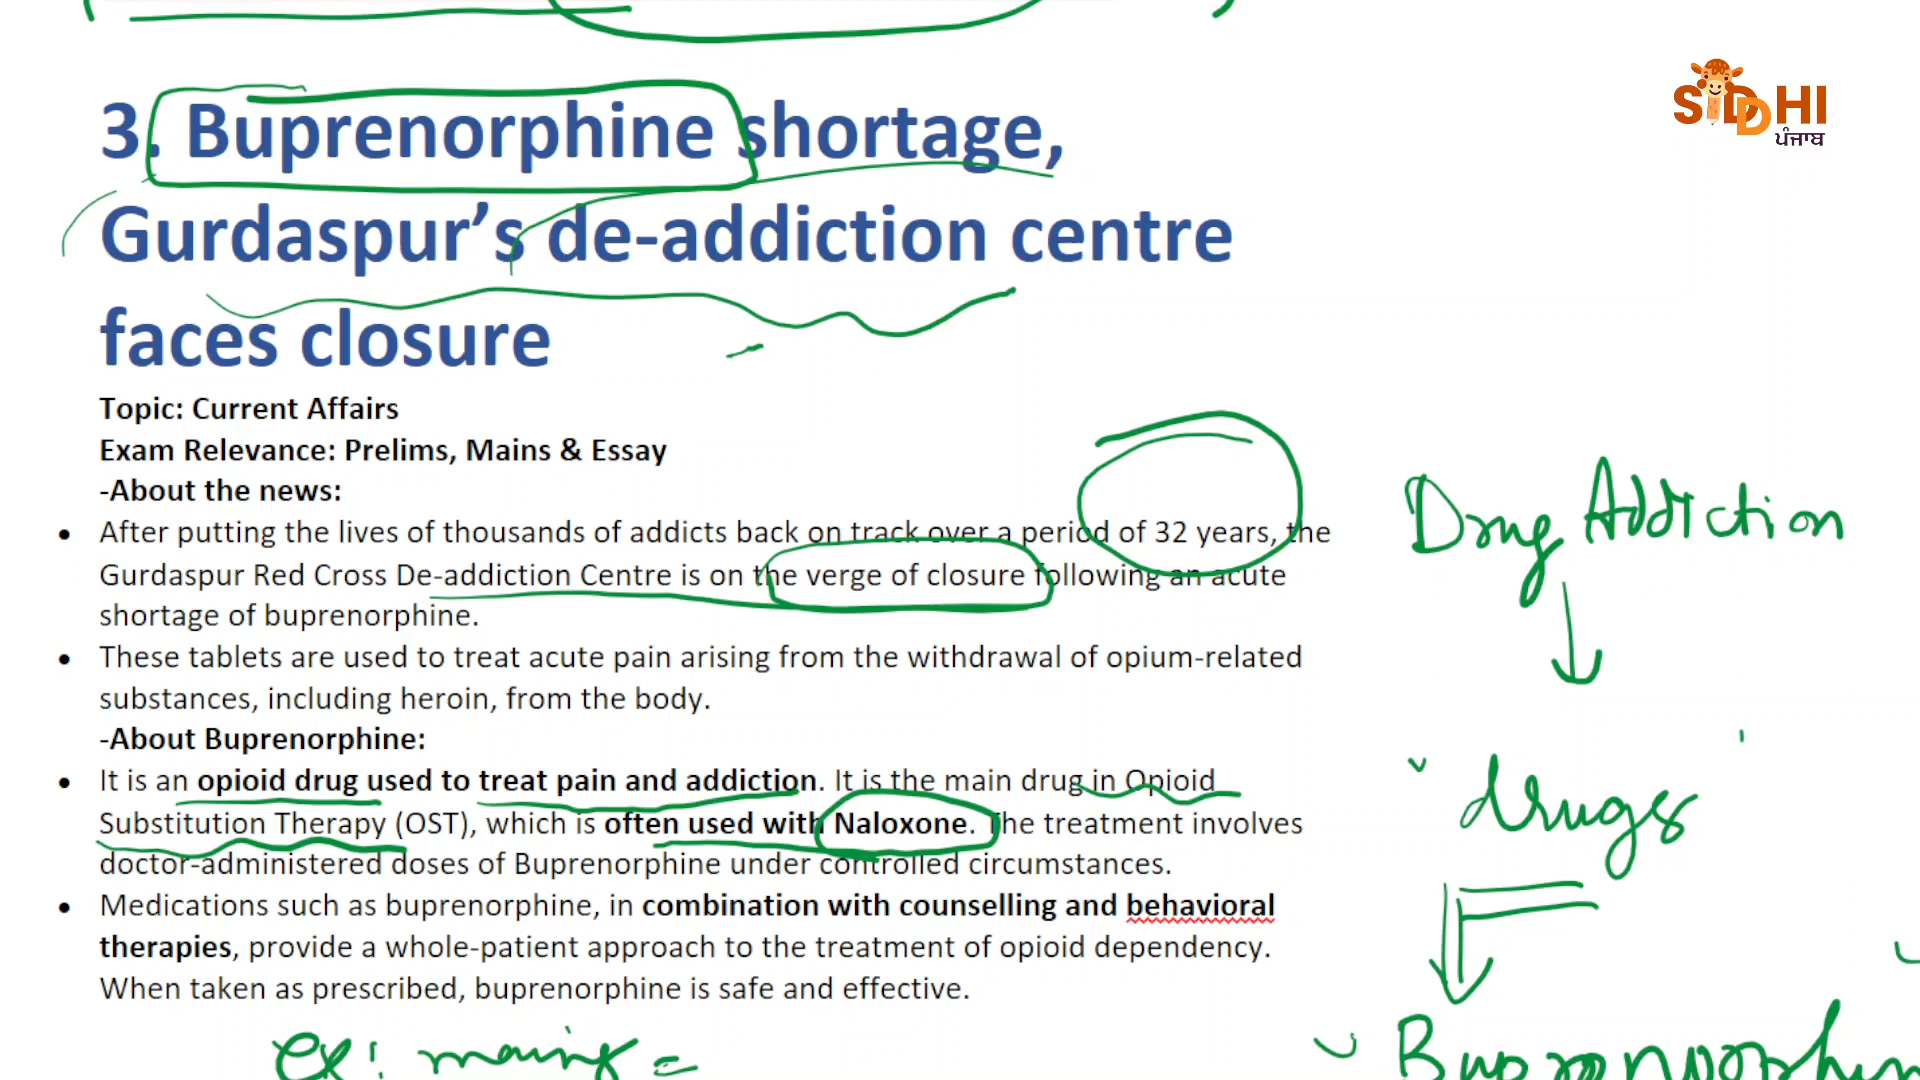 SIDDHI
ਪੰਜਾਬ
3. Buprenorphine shortage,
Gurdaspur’s de-addiction centre
faces closure
Topic: Current Affairs
Exam Relevance: Prelims, Mains & Essay
-About the news:
• After putting the lives of thousands of addicts back on track over a period of 32 years, the
Gurdaspur Red Cross De-addiction Centre is on the verge of closure following an acute
shortage of buprenorphine.
• These tablets are used to treat acute pain arising from the withdrawal of opium-related
substances, including heroin, from the body.
-About Buprenorphine:
• It is an opioid drug used to treat pain and addiction. It is the main drug in Opioid
Substitution Therapy (OST), which is often used with Naloxone. The treatment involves
doctor-administered doses of Buprenorphine under controlled circumstances.
• Medications such as buprenorphine, in combination with counselling and behavioral
therapies, provide a whole-patient approach to the treatment of opioid dependency.
When taken as prescribed, buprenorphine is safe and effective.
Drug Addiction
"druges"